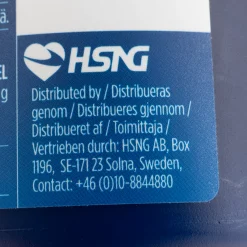 ä.
EL
g
HSNG
Distributed by / Distribueras
genom / Distribueres gjennom /
Distribueret af / Toimittaja /
Vertrieben durch: HSNG AB, Box
1196, SE-171 23 Solna, Sweden,
Contact: +46 (0)10-8844880